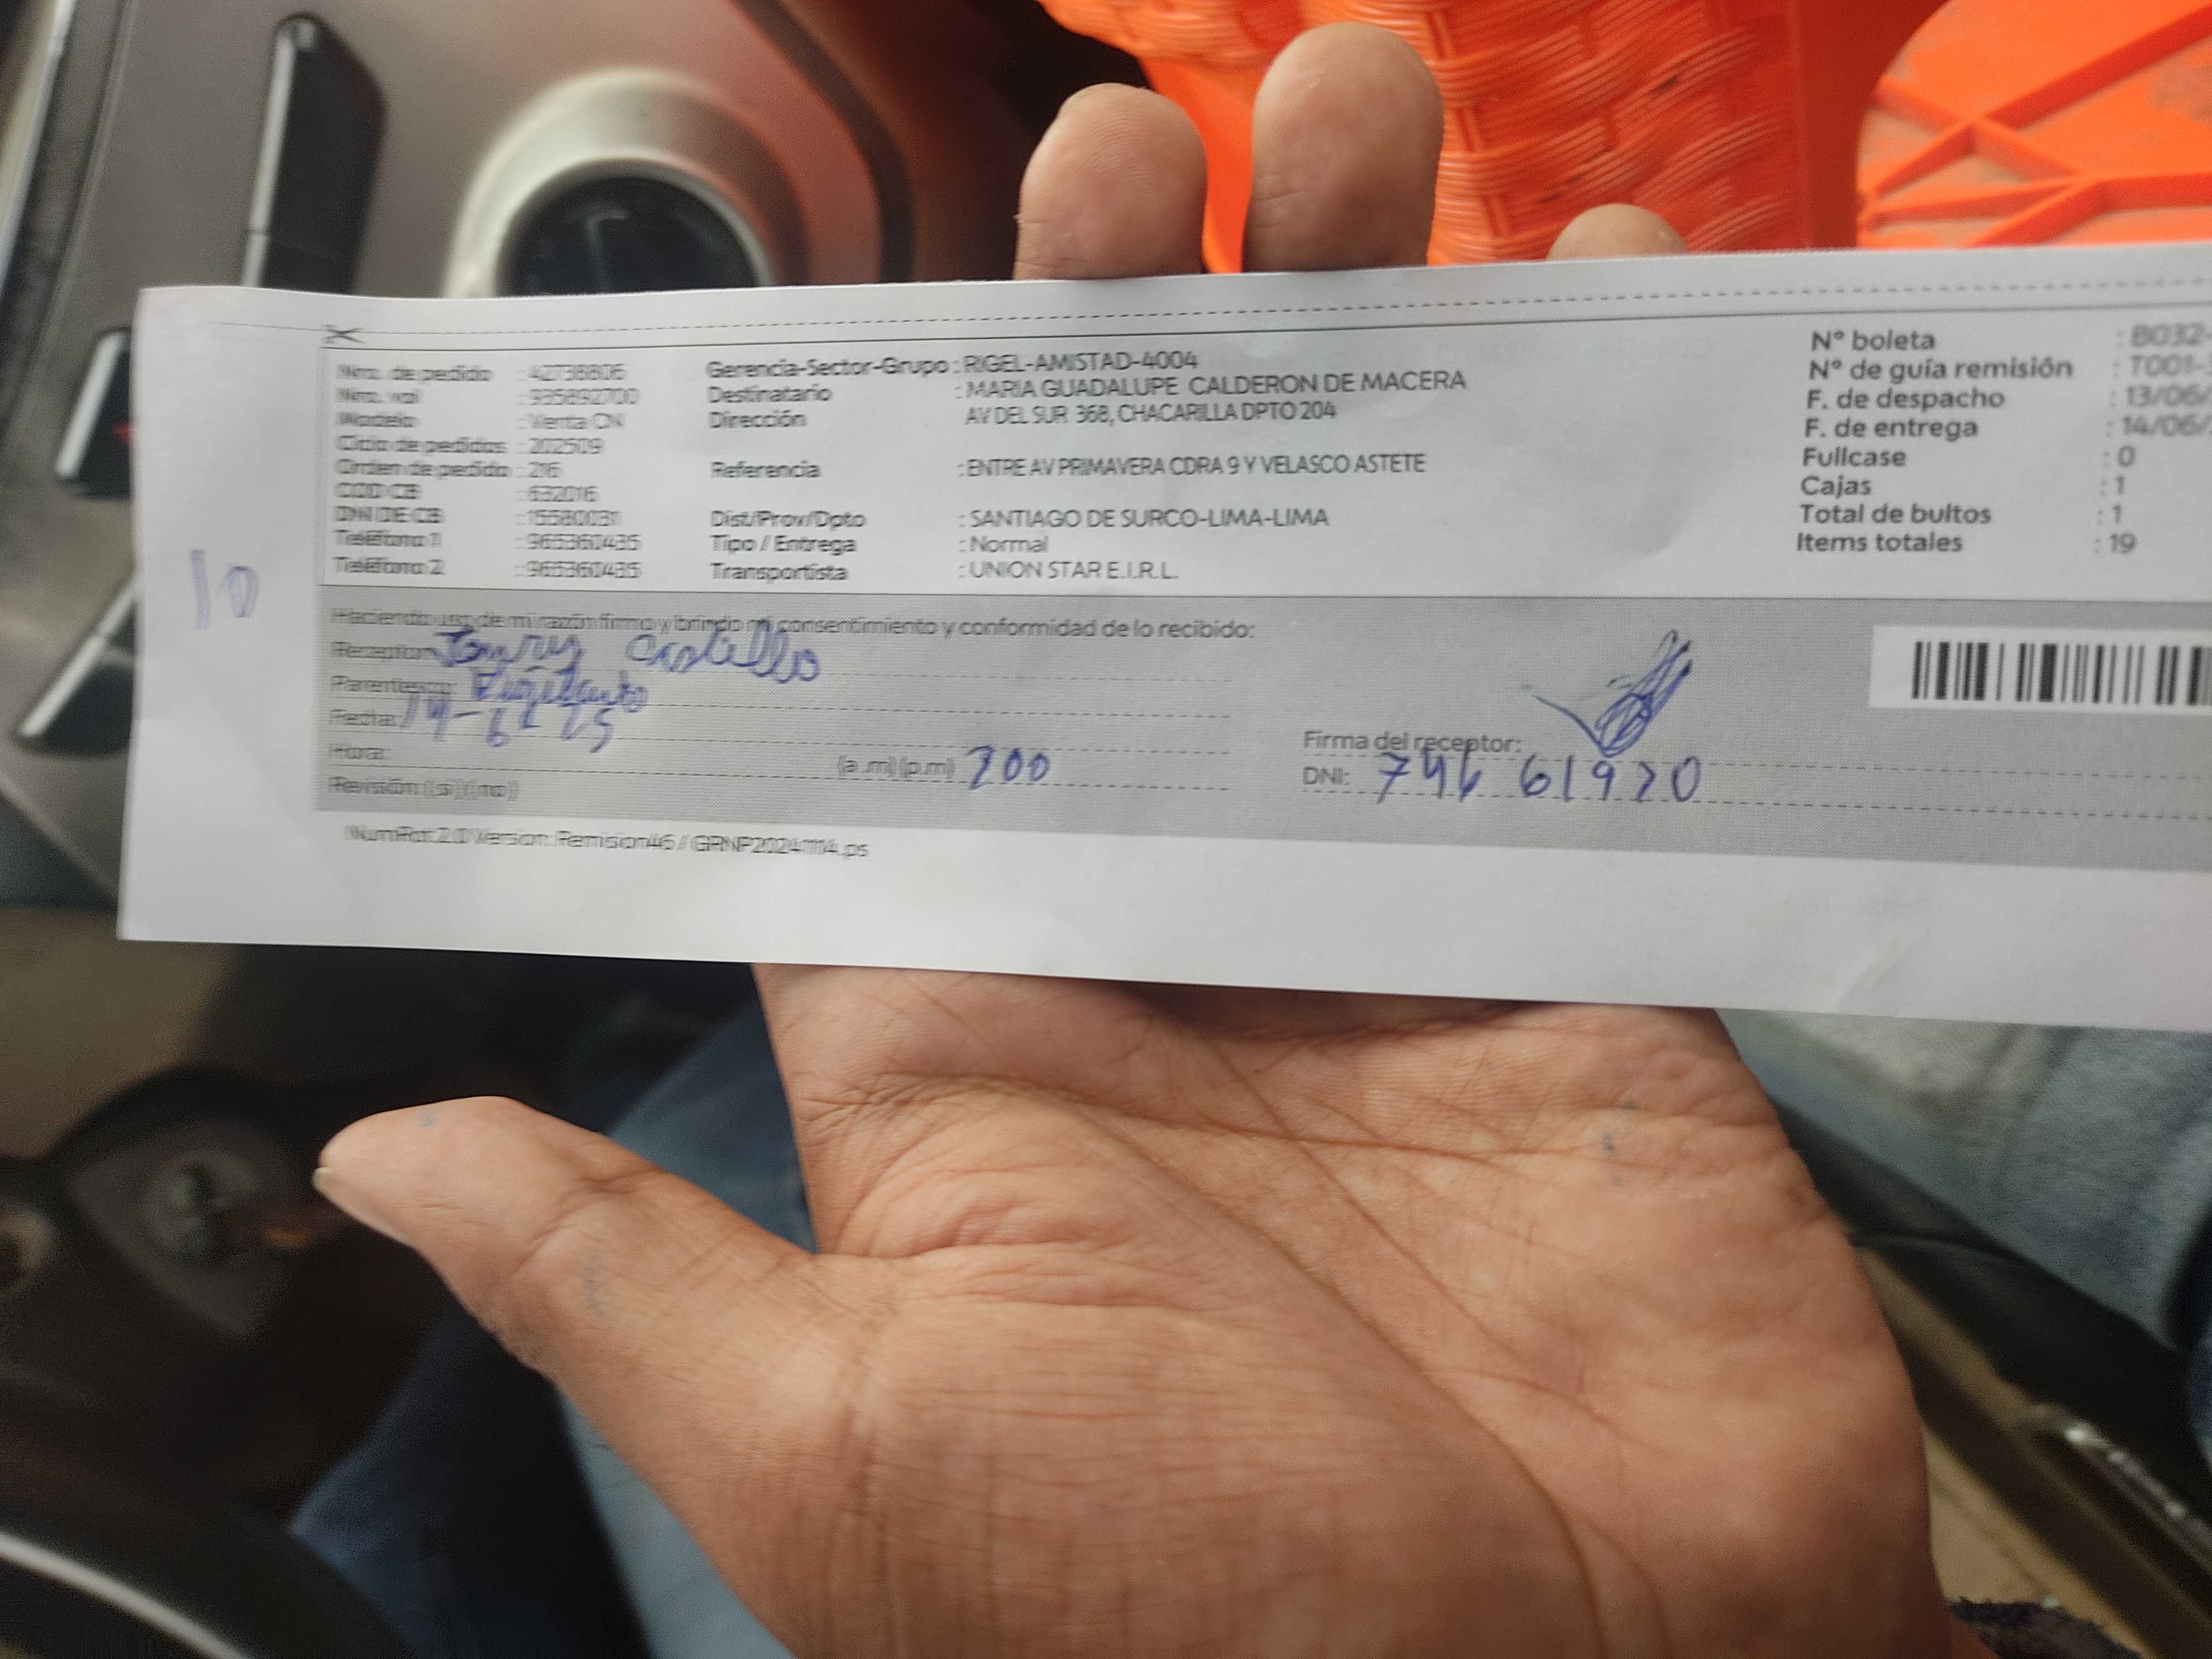 Nro. de pedido : 42738806
Nro. val : 935892700
Modelo : Venta CN
Ciclo de pedidos : 202509
Orden de pedido : 216
COD CB : 632016
DNI DE CB : 15580031
Teléfono 1 : 965360435
Teléfono 2 : 965360435
Gerencia-Sector-Grupo : RIGEL-AMISTAD-4004
Destinatario : MARIA GUADALUPE CALDERON DE MACERA
Dirección AV DEL SUR 368, CHACARILLA DPTO 204
Referencia : ENTRE AV PRIMAVERA CDRA 9 Y VELASCO ASTETE
Dist/Prov/Dpto : SANTIAGO DE SURCO-LIMA-LIMA
Tipo / Entrega : Normal
Transportista : UNION STAR E.I.R.L.
N° boleta : B032-
N° de guía remisión : T001-
F. de despacho : 13/06/
F. de entrega : 14/06/
Fullcase : 0
Cajas : 1
Total de bultos : 1
Items totales : 19
10
Haciendo uso de mi razón firmo y brindo mi consentimiento y conformidad de lo recibido:
Receptor: Castillo
Parentesco: Vigilante
Fecha: 14-6-25
Hora: (a.m) (p.m) 200
Revisión: (si) (no)
Firma del receptor:
DNI: 746 61920
NumRot:2.0 Version: Remision46 / GRNP20241114.ps